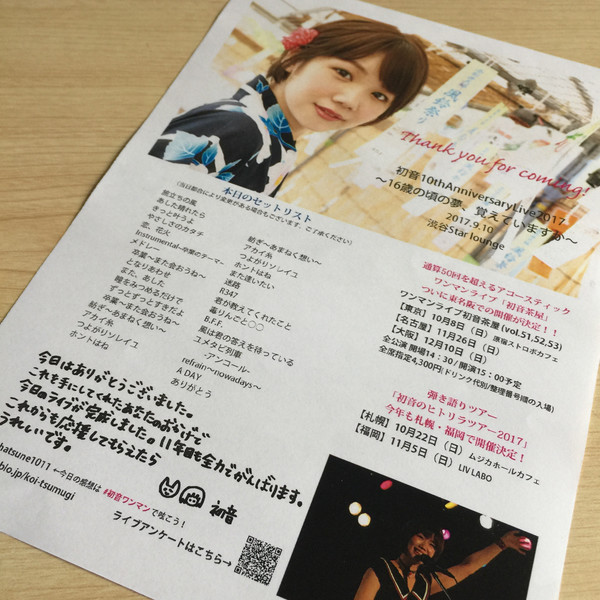 風鈴祭り
Thank you for coming!
初音10thAnniversaryLive2017
〜16歳の頃の夢、覚えていますか〜
2017.9.10
渋谷Star lounge
本日のセットリスト
(当日都合により変更がある場合もございます、ご了承ください)
旅立ちの風
あした晴れたら
きっと叶うよ
やさしさのカタチ
恋、花火
Instrumental-卒業のテーマ-
メドレー
卒業〜また会おうね〜
となりあわせ
また、あした
瞳をみつめるだけで
ずっとずっとすきだよ
卒業〜また会おうね〜
紡ぎ〜あまねく想い〜
アカイ糸
つよがりソレイユ
ホントはね
紡ぎ〜あまねく想い〜
アカイ糸
つよがりソレイユ
ホントはね
また逢いたい
迷路
R347
君が教えてくれたこと
毒りんご○○
B.F.F.
風は君の答えを待っている
ユメタビ列車
-アンコール-
refrain〜nowadays〜
A DAY
ありがとう
通算50回を超えるアコースティック
ワンマンライブ「初音茶屋」
ついに東名阪での開催が決定！！
ワンマンライブ初音茶屋 (vol.51.52.53)
【東京】10月8日（日）原宿ストロボカフェ
【名古屋】11月26日（日）
【大阪】12月10日（日）
全公演 開場14：30 / 開演15：00予定
全席指定4,300円(ドリンク代別/整理番号順の入場)
弾き語りツアー
「初音のヒトリラツアー2017」
今年も札幌・福岡で開催決定！
【札幌】10月22日（日）ムジカホールカフェ
【福岡】11月5日（日）LIV LABO
今日はありがとうございました。
これを手にしてくれたあなたのおかげで
今日のライブが完成しました。11年目も全力でがんばります。
これからも応援してもらえたら
うれしいです。
初音
hatsune1011 〜今日の感想は #初音ワンマン で呟こう！
blo.jp/koi-tsumugi
ライブアンケートはこちら→